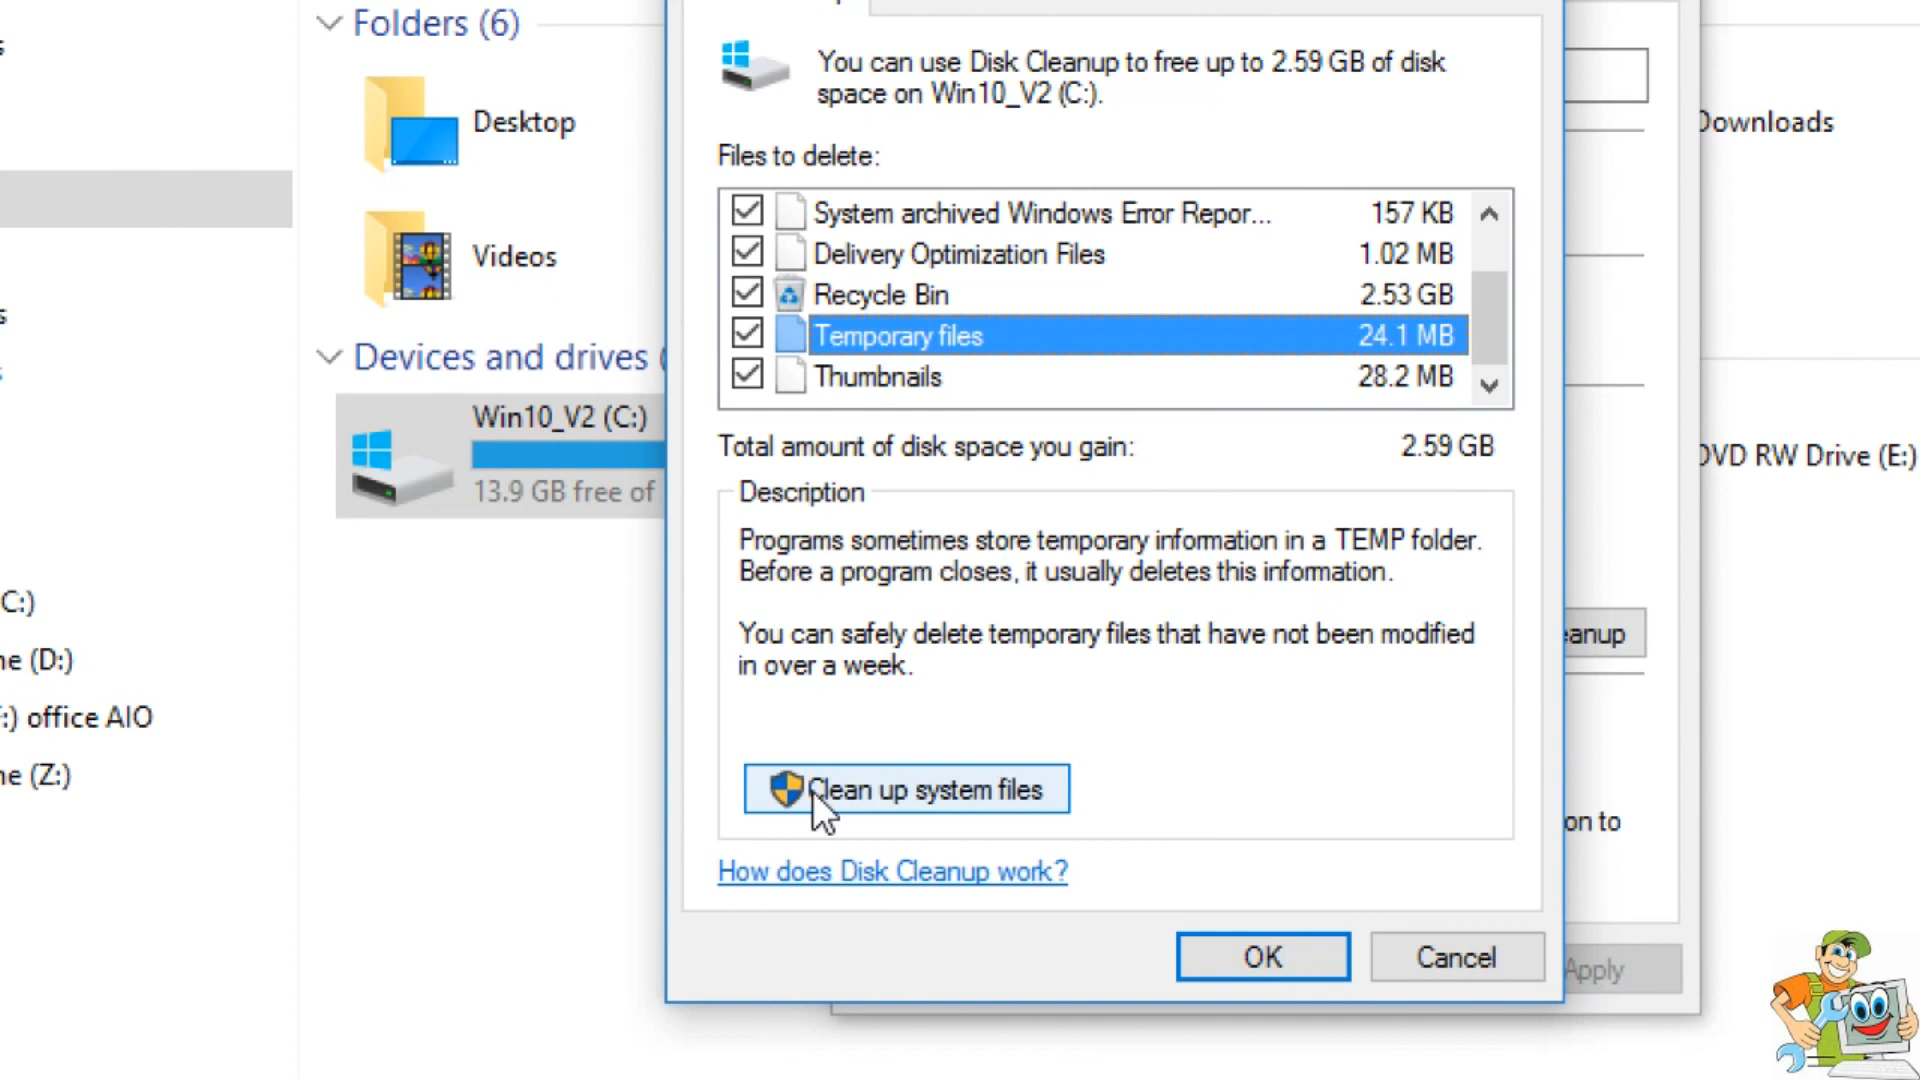 Folders (6)
Desktop
Videos
Devices and drives
Win10_V2 (C:)
13.9 GB free of
C:)
(D:)
office AIO
(Z:)
You can use Disk Cleanup to free up to 2.59 GB of disk
space on Win10_V2 (C:).
Files to delete:
System archived Windows Error Repor... 157 KB
Delivery Optimization Files 1.02 MB
Recycle Bin 2.53 GB
Temporary files 24.1 MB
Thumbnails 28.2 MB
Total amount of disk space you gain: 2.59 GB
Description
Programs sometimes store temporary information in a TEMP folder.
Before a program closes, it usually deletes this information.
You can safely delete temporary files that have not been modified
in over a week.
Clean up system files
How does Disk Cleanup work?
OK Cancel
eanup
on to
Apply
Downloads
DVD RW Drive (E:)